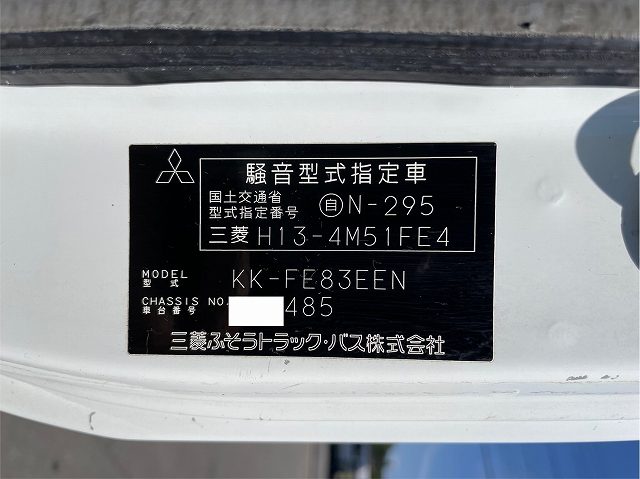 騒音型式指定車
国土交通省
型式指定番号 自N-295
三菱 H13-4M51FE4
MODEL
型式 KK-FE83EEN
CHASSIS NO.
車台番号 485
三菱ふそうトラック・バス株式会社